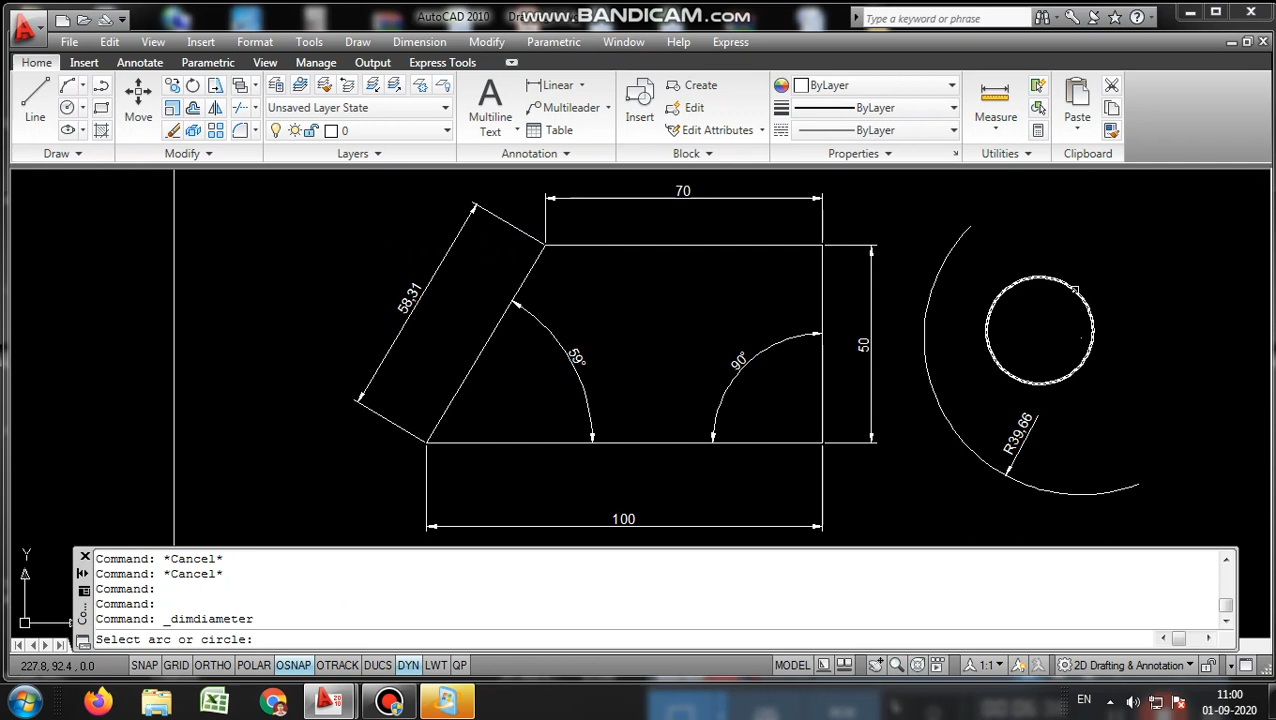 AutoCAD 2010
www.BANDICAM.com
Type a keyword or phrase
File Edit View Insert Format Tools Draw Dimension Modify Parametric Window Help Express
Home Insert Annotate Parametric View Manage Output Express Tools
Line
Move
Unsaved Layer State
0
Multiline
Text
Linear
Multileader
Table
Insert
Create
Edit
Edit Attributes
ByLayer
ByLayer
ByLayer
Measure
Paste
Draw Modify Layers Annotation Block Properties Utilities Clipboard
70
58,31
59°
90°
50
R39,66
100
Y
Command: *Cancel*
Command: *Cancel*
Command:
Command:
Command: _dimdiameter
Select arc or circle:
Co...
227.8, 92.4 , 0.0 SNAP GRID ORTHO POLAR OSNAP OTRACK DUCS DYN LWT QP MODEL 1:1 2D Drafting & Annotation
EN 11:00
01-09-2020